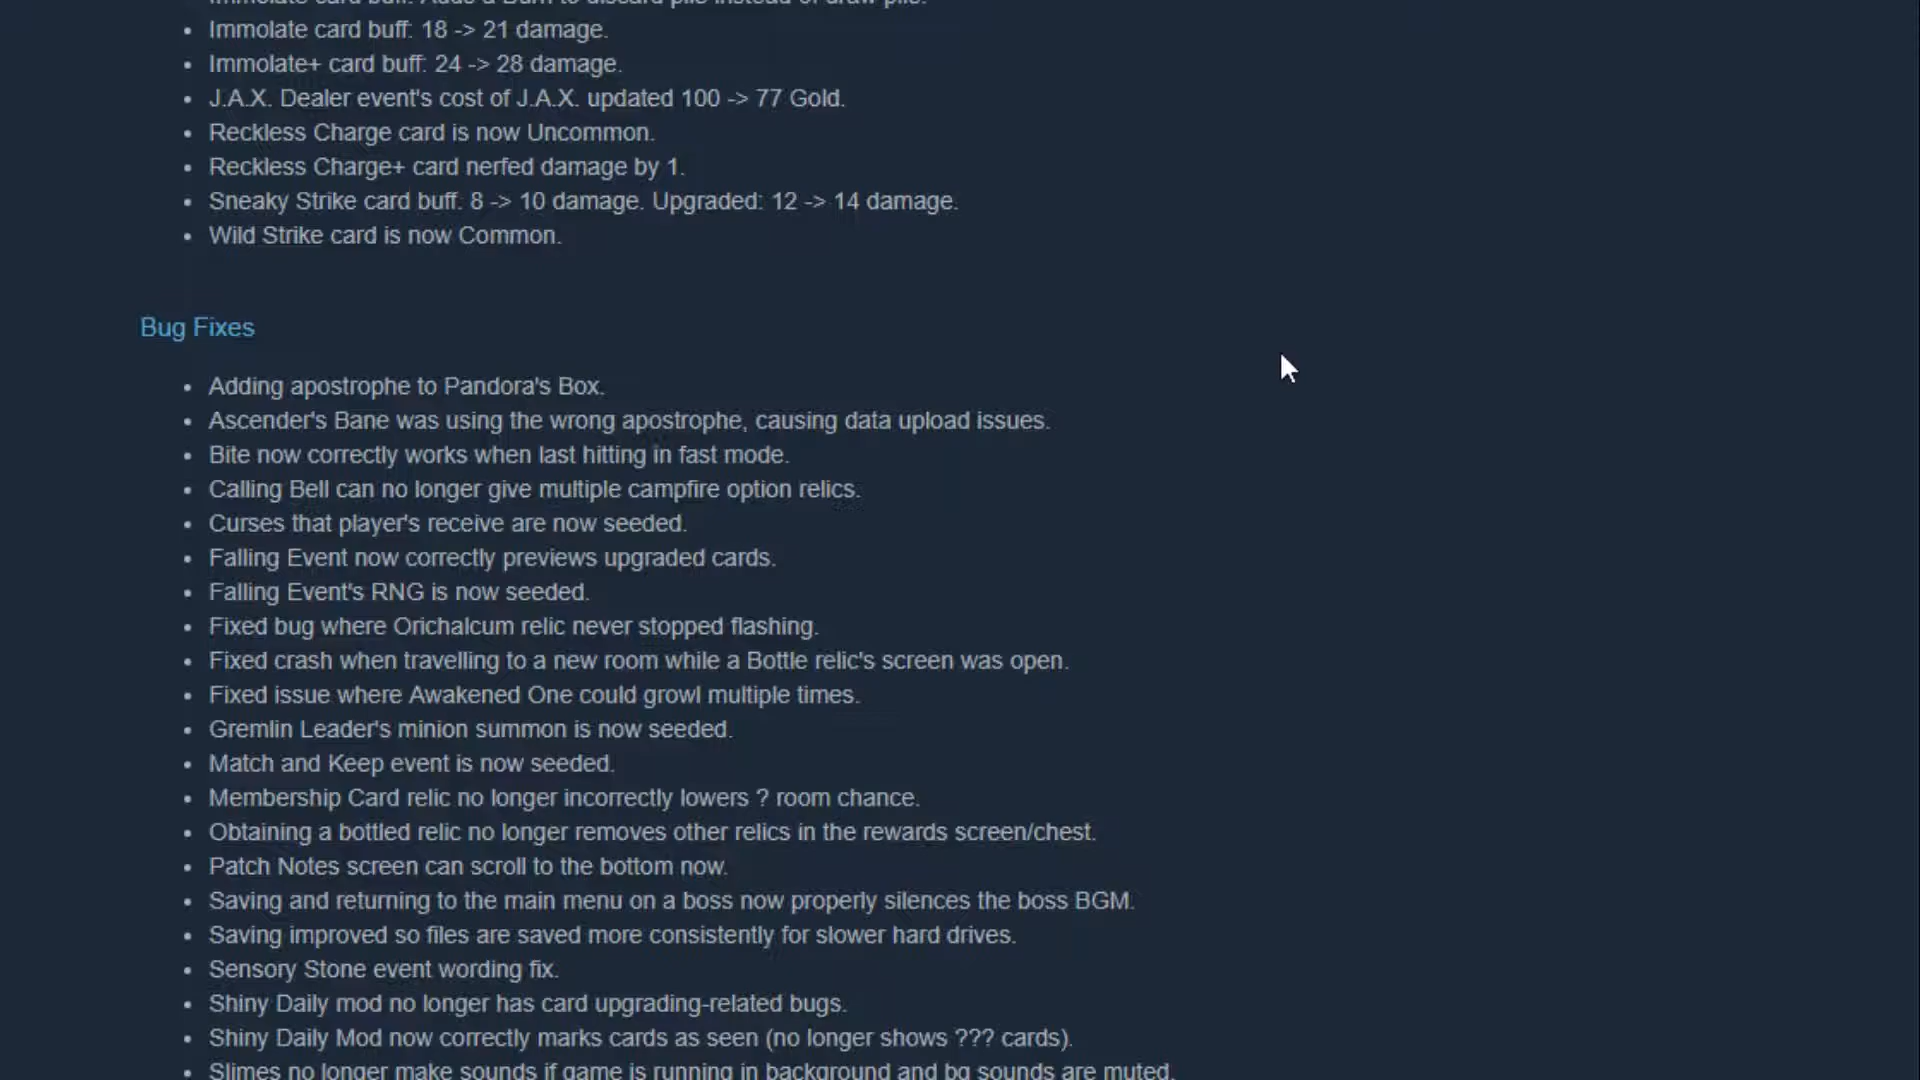 Immolate card buff: Adds a Burn to discard pile instead of draw pile.
Immolate card buff: 18 -> 21 damage.
Immolate+ card buff: 24 -> 28 damage.
J.A.X. Dealer event's cost of J.A.X. updated 100 -> 77 Gold.
Reckless Charge card is now Uncommon.
Reckless Charge+ card nerfed damage by 1.
Sneaky Strike card buff: 8 -> 10 damage. Upgraded: 12 -> 14 damage.
Wild Strike card is now Common.
Bug Fixes
Adding apostrophe to Pandora's Box.
Ascender's Bane was using the wrong apostrophe, causing data upload issues.
Bite now correctly works when last hitting in fast mode.
Calling Bell can no longer give multiple campfire option relics.
Curses that player's receive are now seeded.
Falling Event now correctly previews upgraded cards.
Falling Event's RNG is now seeded.
Fixed bug where Orichalcum relic never stopped flashing.
Fixed crash when travelling to a new room while a Bottle relic's screen was open.
Fixed issue where Awakened One could growl multiple times.
Gremlin Leader's minion summon is now seeded.
Match and Keep event is now seeded.
Membership Card relic no longer incorrectly lowers ? room chance.
Obtaining a bottled relic no longer removes other relics in the rewards screen/chest.
Patch Notes screen can scroll to the bottom now.
Saving and returning to the main menu on a boss now properly silences the boss BGM.
Saving improved so files are saved more consistently for slower hard drives.
Sensory Stone event wording fix.
Shiny Daily mod no longer has card upgrading-related bugs.
Shiny Daily Mod now correctly marks cards as seen (no longer shows ??? cards).
Slimes no longer make sounds if game is running in background and bg sounds are muted.